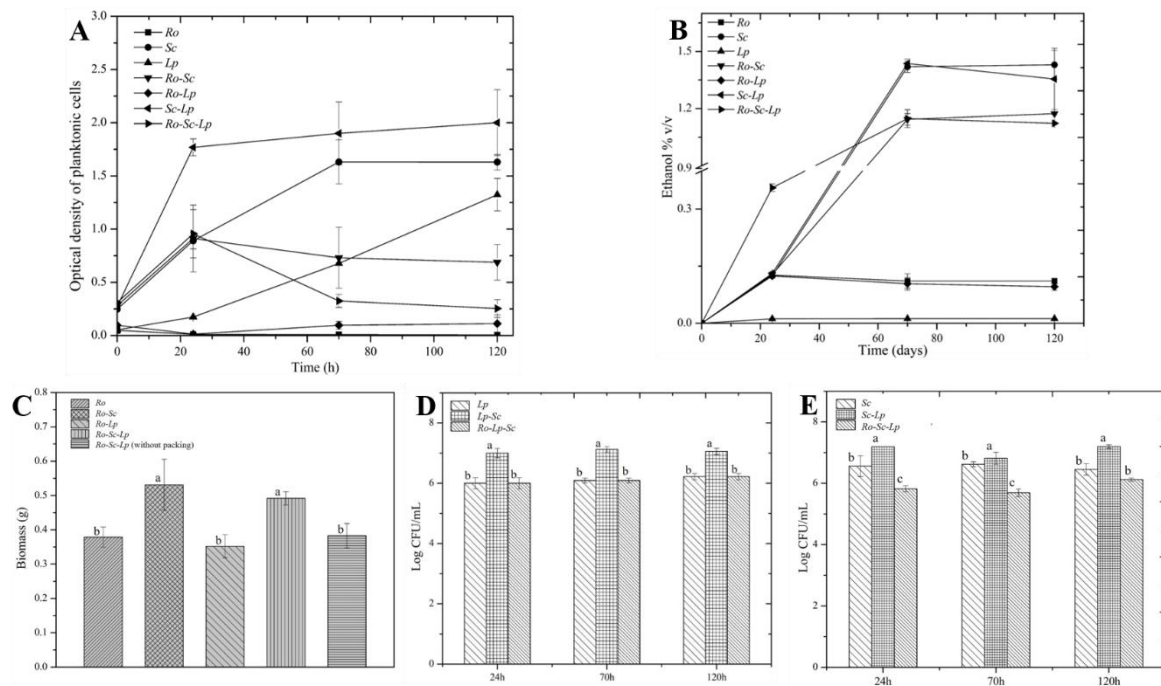 A
Ro
Sc
Lp
Ro-Sc
Ro-Lp
Sc-Lp
Ro-Sc-Lp
3.0
2.5
2.0
1.5
1.0
0.5
0.0
Optical density of planktonic cells
0 20 40 60 80 100 120
Time (h)
B
Ro
Sc
Lp
Ro-Sc
Ro-Lp
Sc-Lp
Ro-Sc-Lp
1.5
1.2
0.9
0.3
0.0
Ethanol % v/v
0 20 40 60 80 100 120
Time (days)
C
Ro
Ro-Sc
Ro-Lp
Ro-Sc-Lp
Ro-Sc-Lp (without packing)
0.8
0.7
0.6
0.5
0.4
0.3
0.2
0.1
0.0
Biomass (g)
b a b a b
D
Lp
Lp-Sc
Ro-Lp-Sc
8
6
4
2
0
Log CFU/mL
b a b b a b b a b
24h 70h 120h
E
Sc
Sc-Lp
Ro-Sc-Lp
8
6
4
2
0
Log CFU/mL
b a c b a c b a b
24h 70h 120h